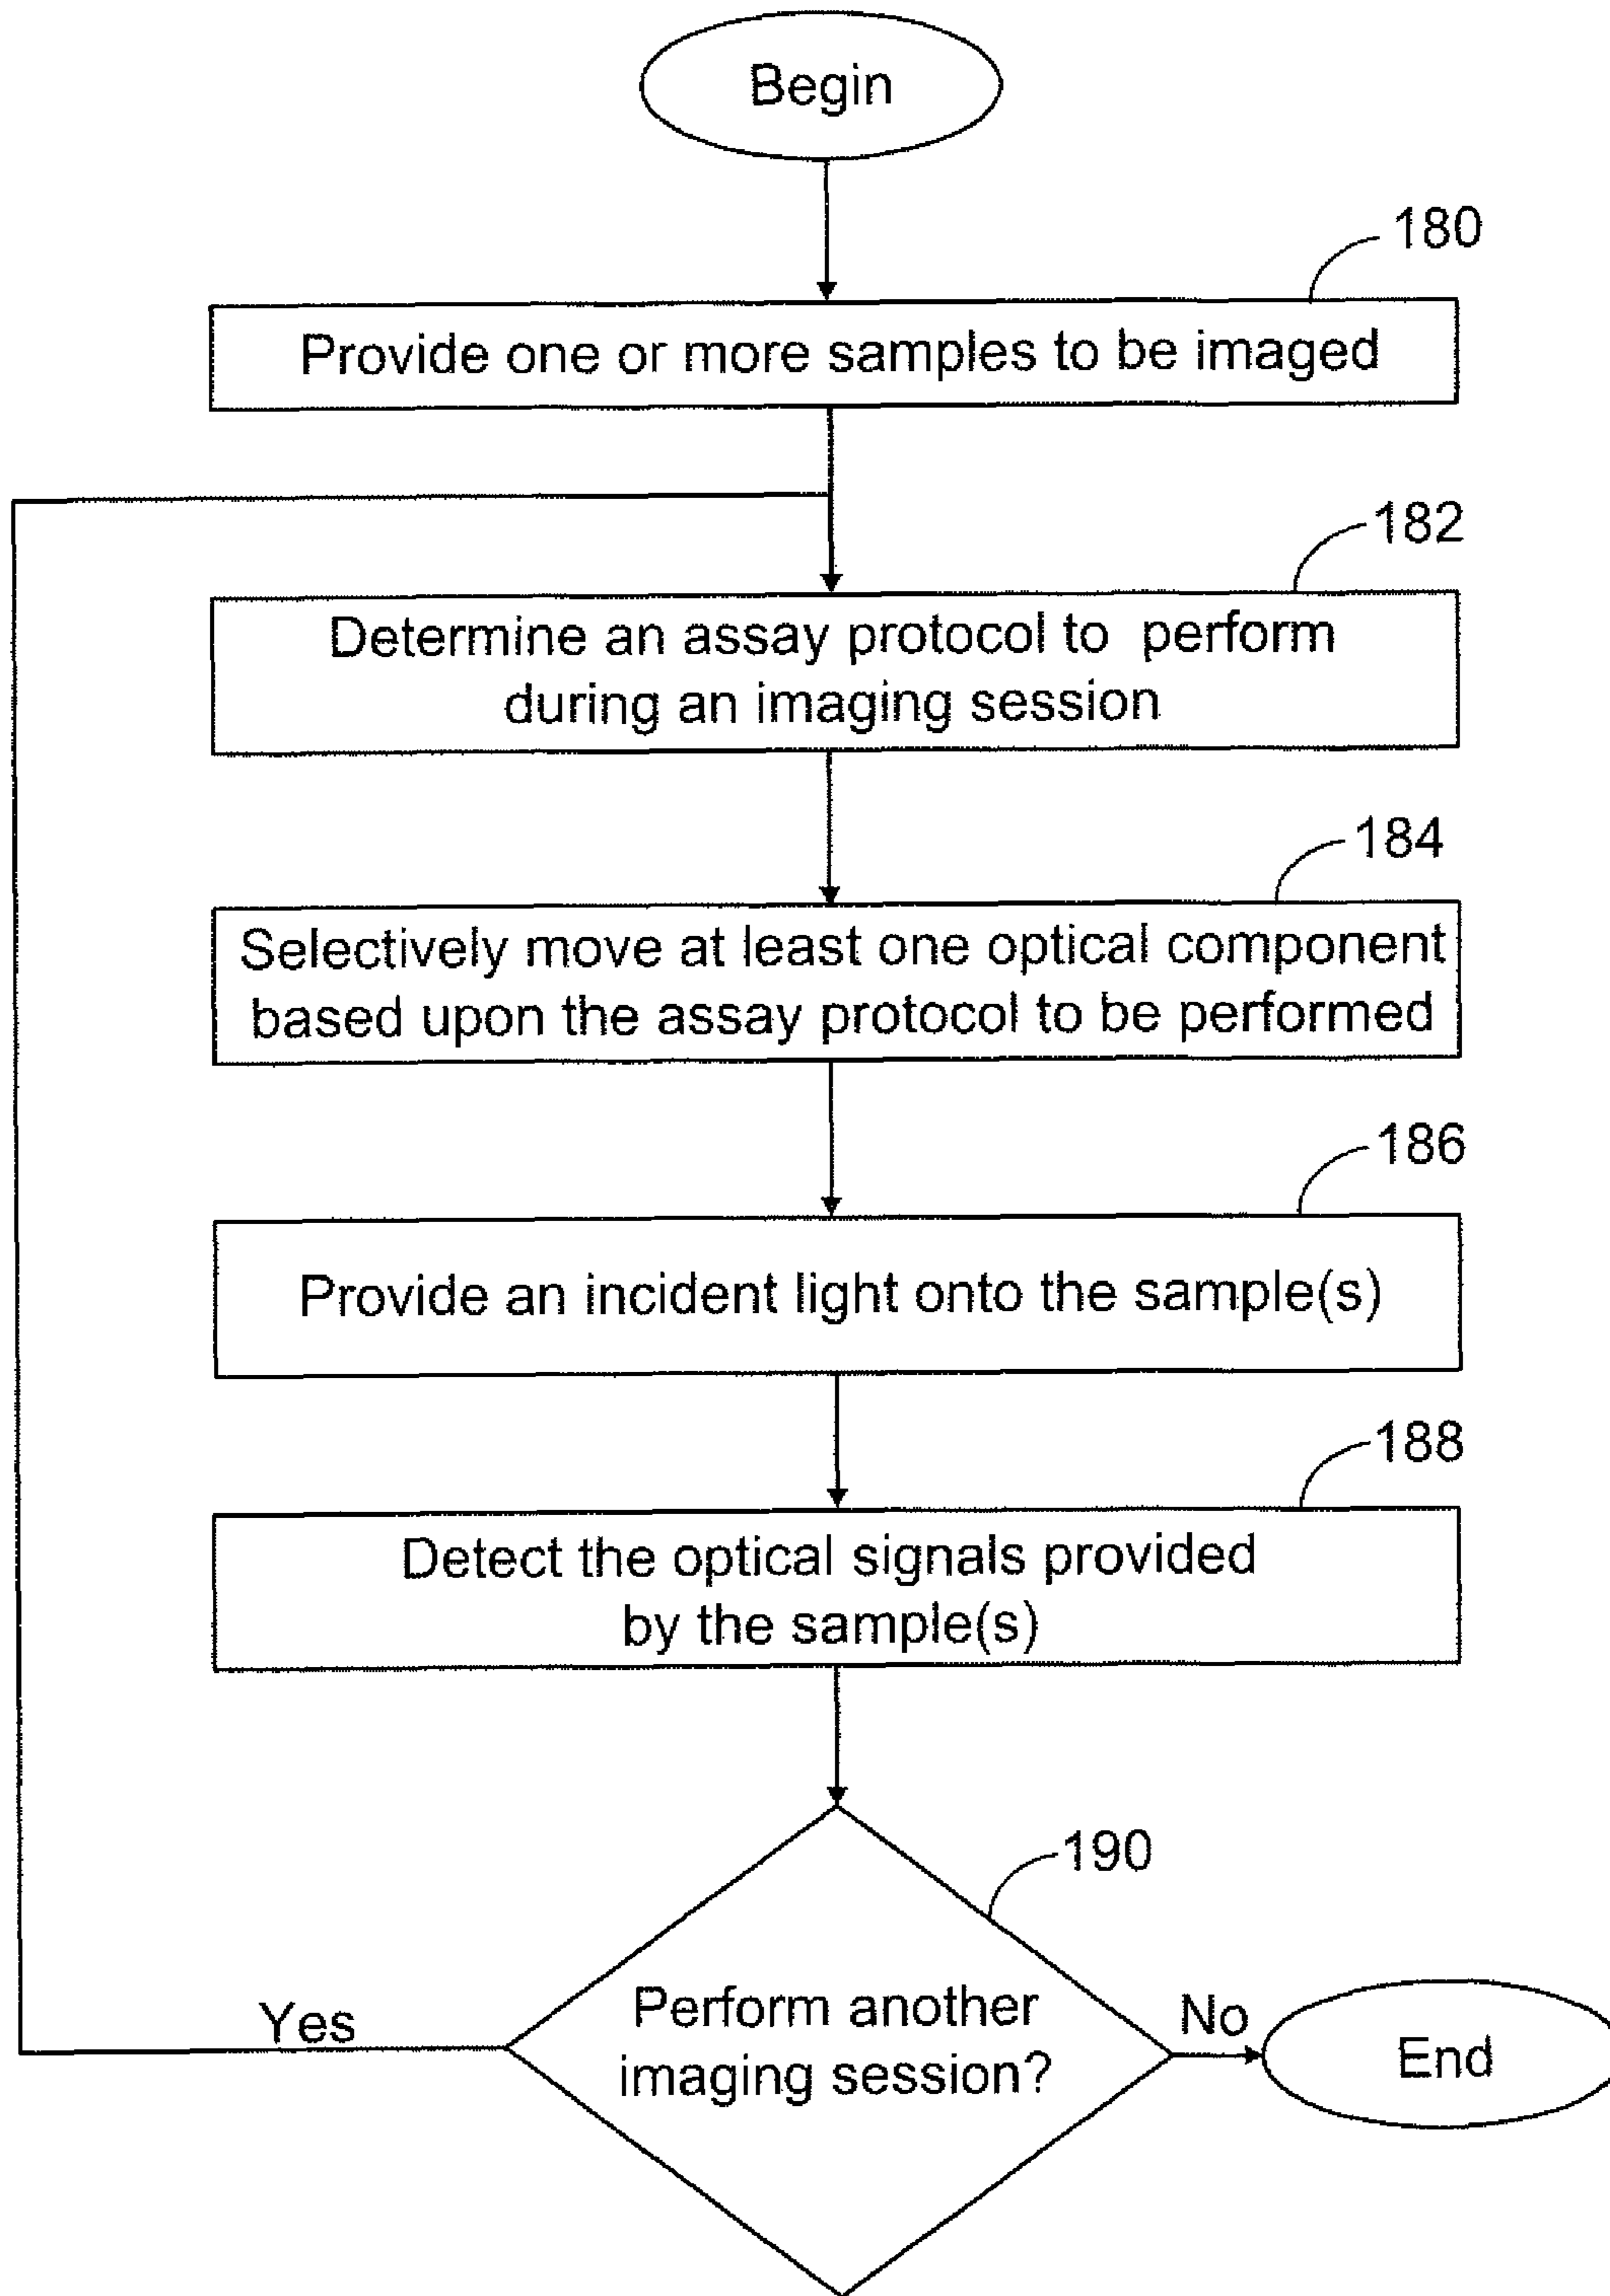 Begin
180
Provide one or more samples to be imaged
182
Determine an assay protocol to perform
during an imaging session
184
Selectively move at least one optical component
based upon the assay protocol to be performed
186
Provide an incident light onto the sample(s)
188
Detect the optical signals provided
by the sample(s)
190
Perform another
imaging session?
Yes
No
End